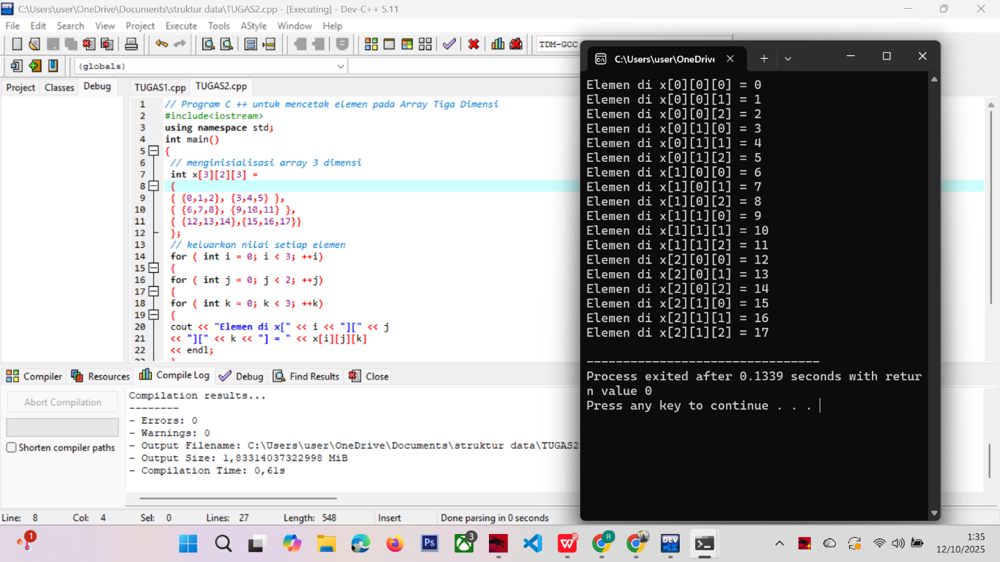 C:\Users\user\OneDrive\Documents\struktur data\TUGAS2.cpp - [Executing] - Dev-C++ 5.11
File Edit Search View Project Execute Tools AStyle Window Help
TDM-GCC
(globals)
Project Classes Debug
TUGAS1.cpp TUGAS2.cpp
1 // Program C ++ untuk mencetak elemen pada Array Tiga Dimensi
2 #include<iostream>
3 using namespace std;
4 int main()
5 {
6 // menginisialisasi array 3 dimensi
7 int x[3][2][3] =
8 {
9 { {0,1,2}, {3,4,5} },
10 { {6,7,8}, {9,10,11} },
11 { {12,13,14},{15,16,17}}
12 };
13 // keluarkan nilai setiap elemen
14 for ( int i = 0; i < 3; ++i)
15 {
16 for ( int j = 0; j < 2; ++j)
17 {
18 for ( int k = 0; k < 3; ++k)
19 {
20 cout << "Elemen di x[" << i << "][" << j
21 << "][" << k << "] = " << x[i][j][k]
22 << endl;
C:\Users\user\OneDrive
Elemen di x[0][0][0] = 0
Elemen di x[0][0][1] = 1
Elemen di x[0][0][2] = 2
Elemen di x[0][1][0] = 3
Elemen di x[0][1][1] = 4
Elemen di x[0][1][2] = 5
Elemen di x[1][0][0] = 6
Elemen di x[1][0][1] = 7
Elemen di x[1][0][2] = 8
Elemen di x[1][1][0] = 9
Elemen di x[1][1][1] = 10
Elemen di x[1][1][2] = 11
Elemen di x[2][0][0] = 12
Elemen di x[2][0][1] = 13
Elemen di x[2][0][2] = 14
Elemen di x[2][1][0] = 15
Elemen di x[2][1][1] = 16
Elemen di x[2][1][2] = 17
--------------------------------
Process exited after 0.1339 seconds with retur
n value 0
Press any key to continue . . .
Compiler Resources Compile Log Debug Find Results Close
Abort Compilation
Shorten compiler paths
Compilation results...
--------
- Errors: 0
- Warnings: 0
- Output Filename: C:\Users\user\OneDrive\Documents\struktur data\TUGAS2
- Output Size: 1,83314037322998 MiB
- Compilation Time: 0,61s
Line: 8 Col: 4 Sel: 0 Lines: 27 Length: 548 Insert Done parsing in 0 seconds
1
Ps
3
W
R
DEV C++
1:35
12/10/2025